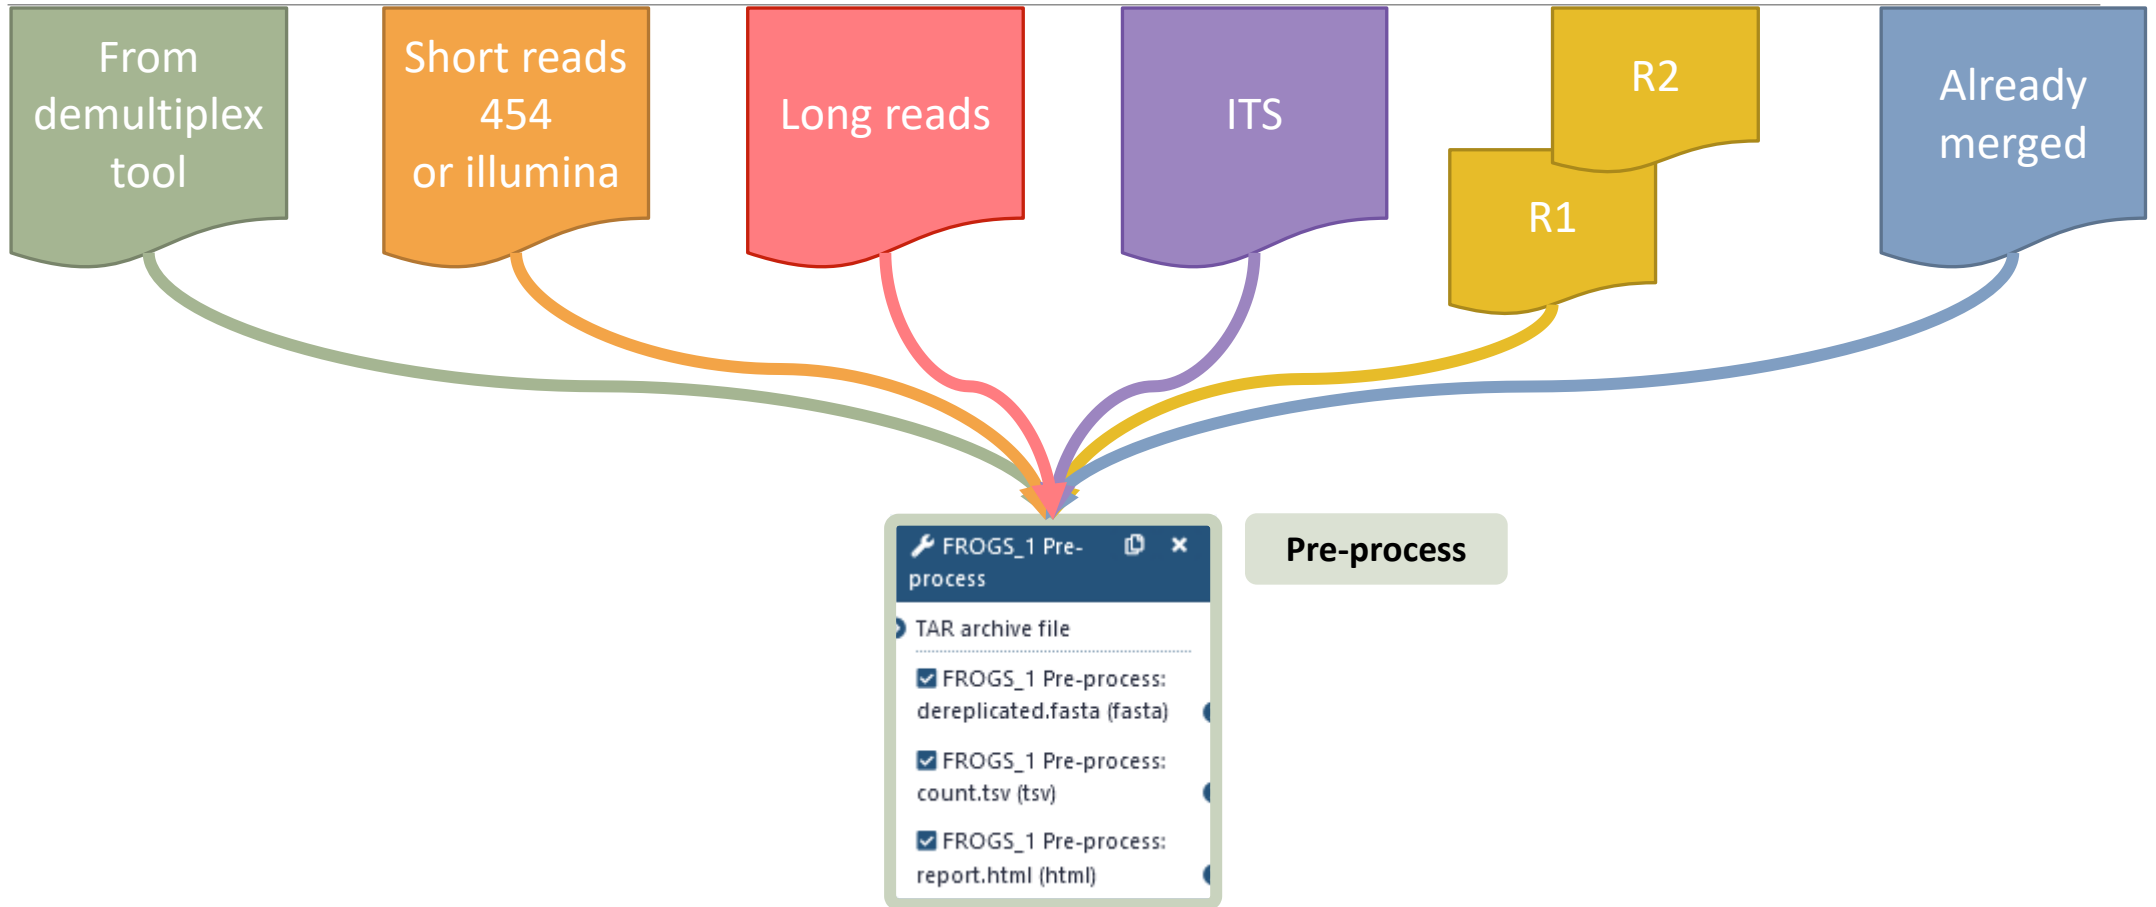 From
demultiplex
tool
Short reads
454
or illumina
Long reads
ITS
R2
R1
Already
merged
FROGS_1 Pre-
process
Pre-process
TAR archive file
FROGS_1 Pre-process:
dereplicated.fasta (fasta)
FROGS_1 Pre-process:
count.tsv (tsv)
FROGS_1 Pre-process:
report.html (html)